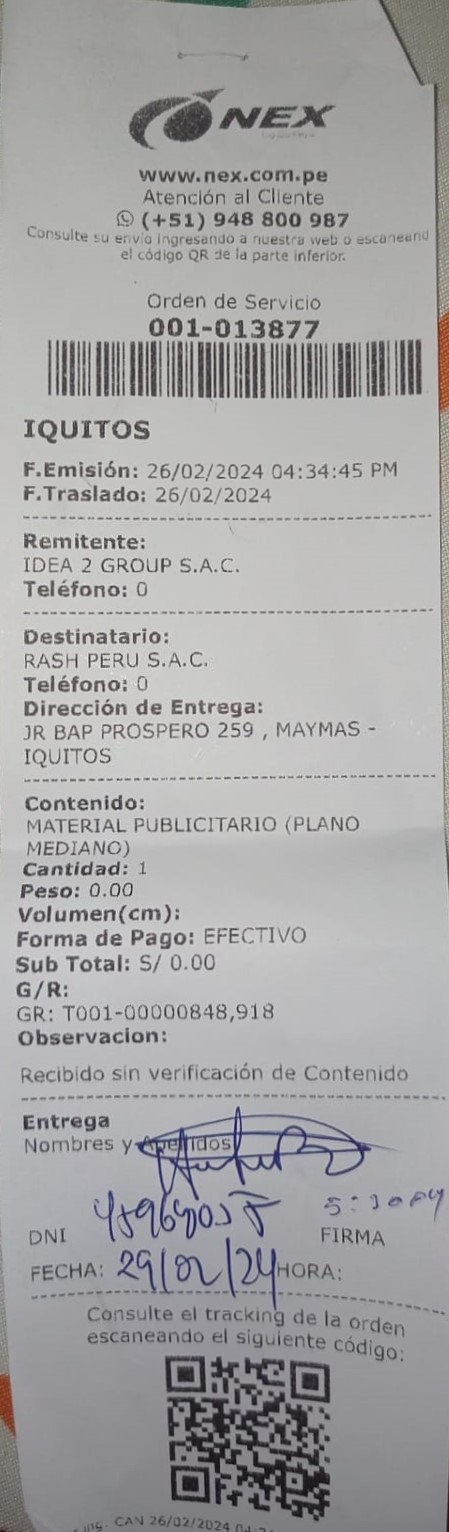 NEX
www.nex.com.pe
Atención al Cliente
(+51) 948 800 987
Consulte su envío ingresando a nuestra web o escaneand
el código QR de la parte inferior.
Orden de Servicio
001-013877
IQUITOS
F.Emisión: 26/02/2024 04:34:45 PM
F.Traslado: 26/02/2024
Remitente:
IDEA 2 GROUP S.A.C.
Teléfono: 0
Destinatario:
RASH PERU S.A.C.
Teléfono: 0
Dirección de Entrega:
JR BAP PROSPERO 259 , MAYMAS -
IQUITOS
Contenido:
MATERIAL PUBLICITARIO (PLANO
MEDIANO)
Cantidad: 1
Peso: 0.00
Volumen(cm):
Forma de Pago: EFECTIVO
Sub Total: S/ 0.00
G/R:
GR: T001-00000848,918
Observacion:
Recibido sin verificación de Contenido
Entrega
Nombres y Apellidos
DNI
FIRMA
FECHA: 29/02/24 HORA:
Consulte el tracking de la orden
escaneando el siguiente código:
CAN 26/02/2024